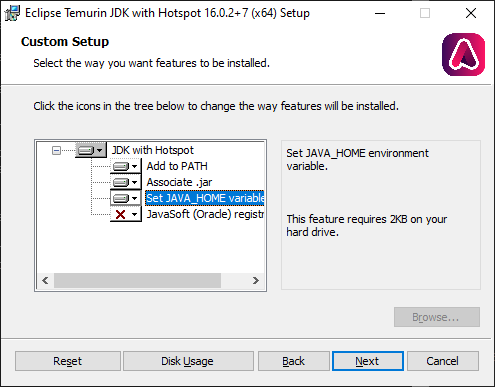 Eclipse Temurin JDK with Hotspot 16.0.2+7 (x64) Setup
Custom Setup
Select the way you want features to be installed.
Click the icons in the tree below to change the way features will be installed.
JDK with Hotspot
Add to PATH
Associate .jar
Set JAVA_HOME variable
JavaSoft (Oracle) registr
Set JAVA_HOME environment
variable.
This feature requires 2KB on your
hard drive.
Browse...
Reset
Disk Usage
Back
Next
Cancel